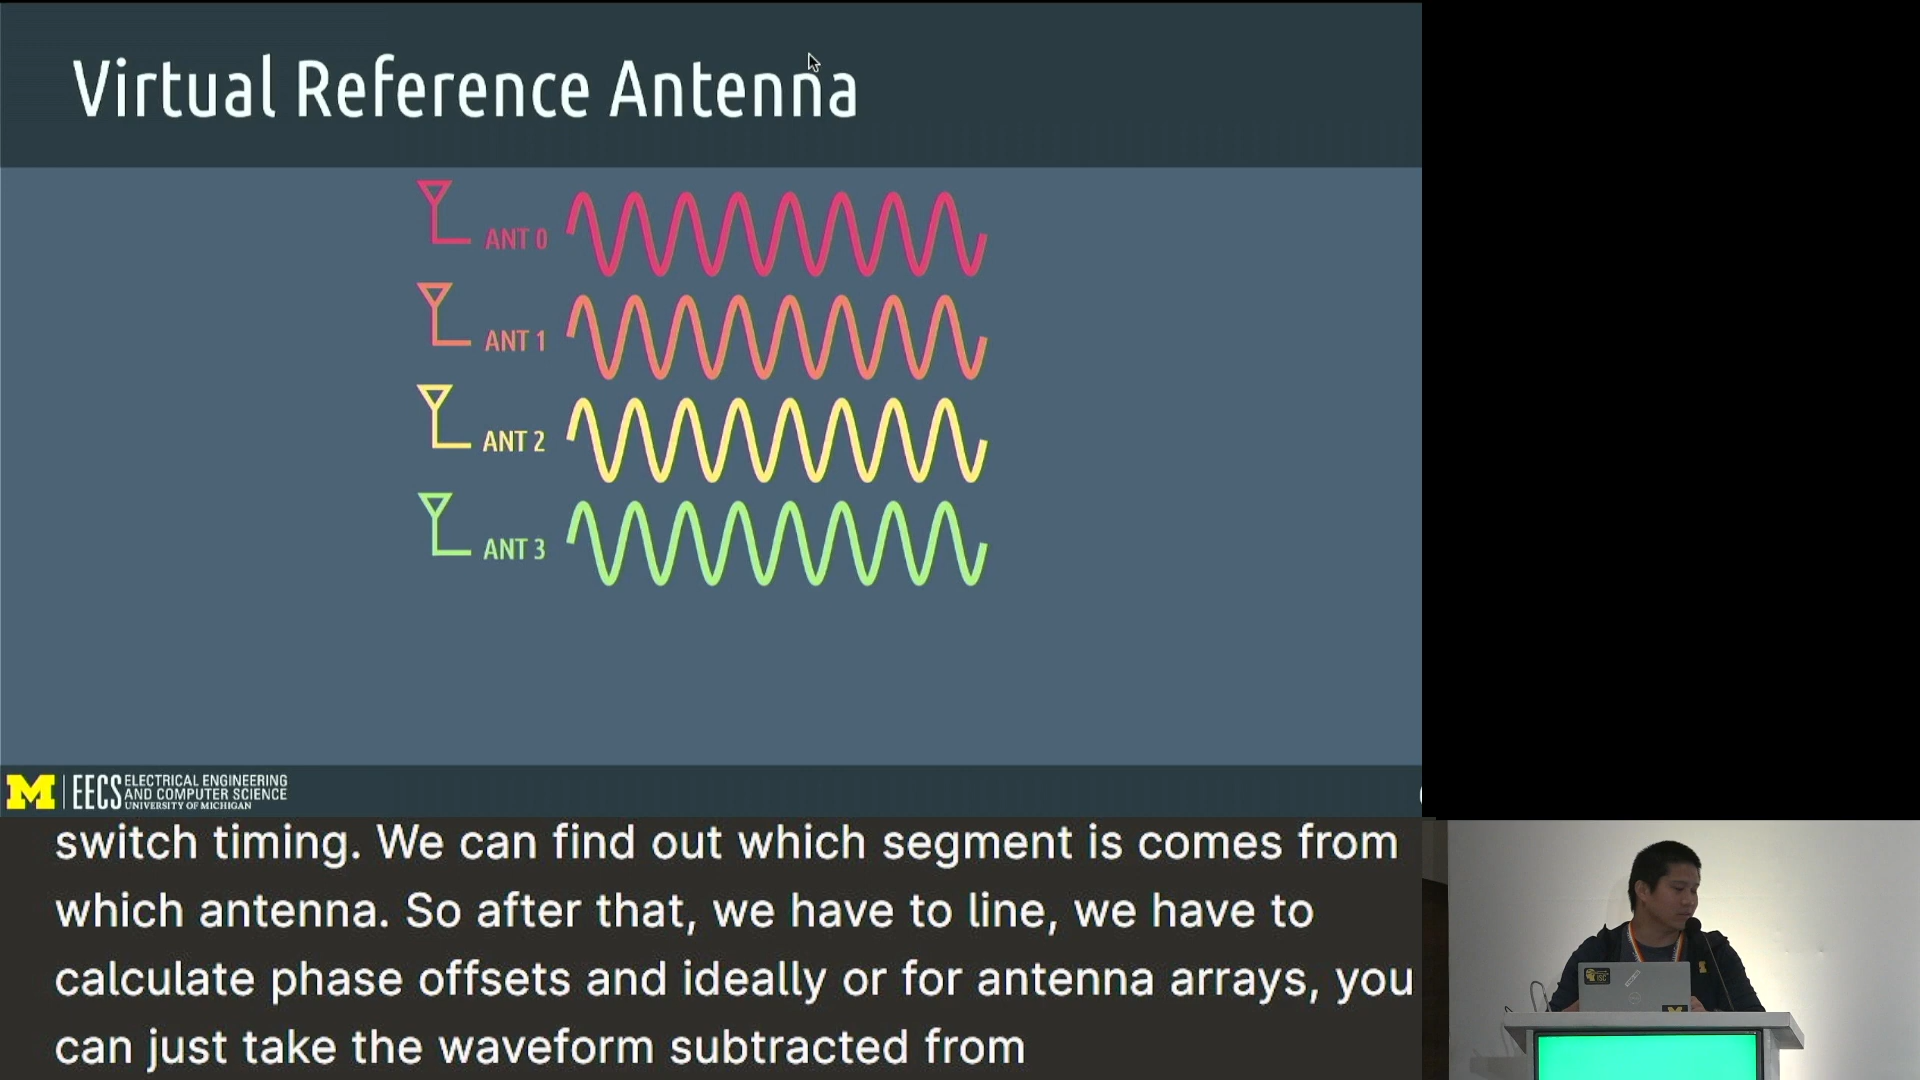 Virtual Reference Antenna
ANT 0
ANT 1
ANT 2
ANT 3
M EECS ELECTRICAL ENGINEERING
AND COMPUTER SCIENCE
UNIVERSITY OF MICHIGAN
switch timing. We can find out which segment is comes from
which antenna. So after that, we have to line, we have to
calculate phase offsets and ideally or for antenna arrays, you
can just take the waveform subtracted from